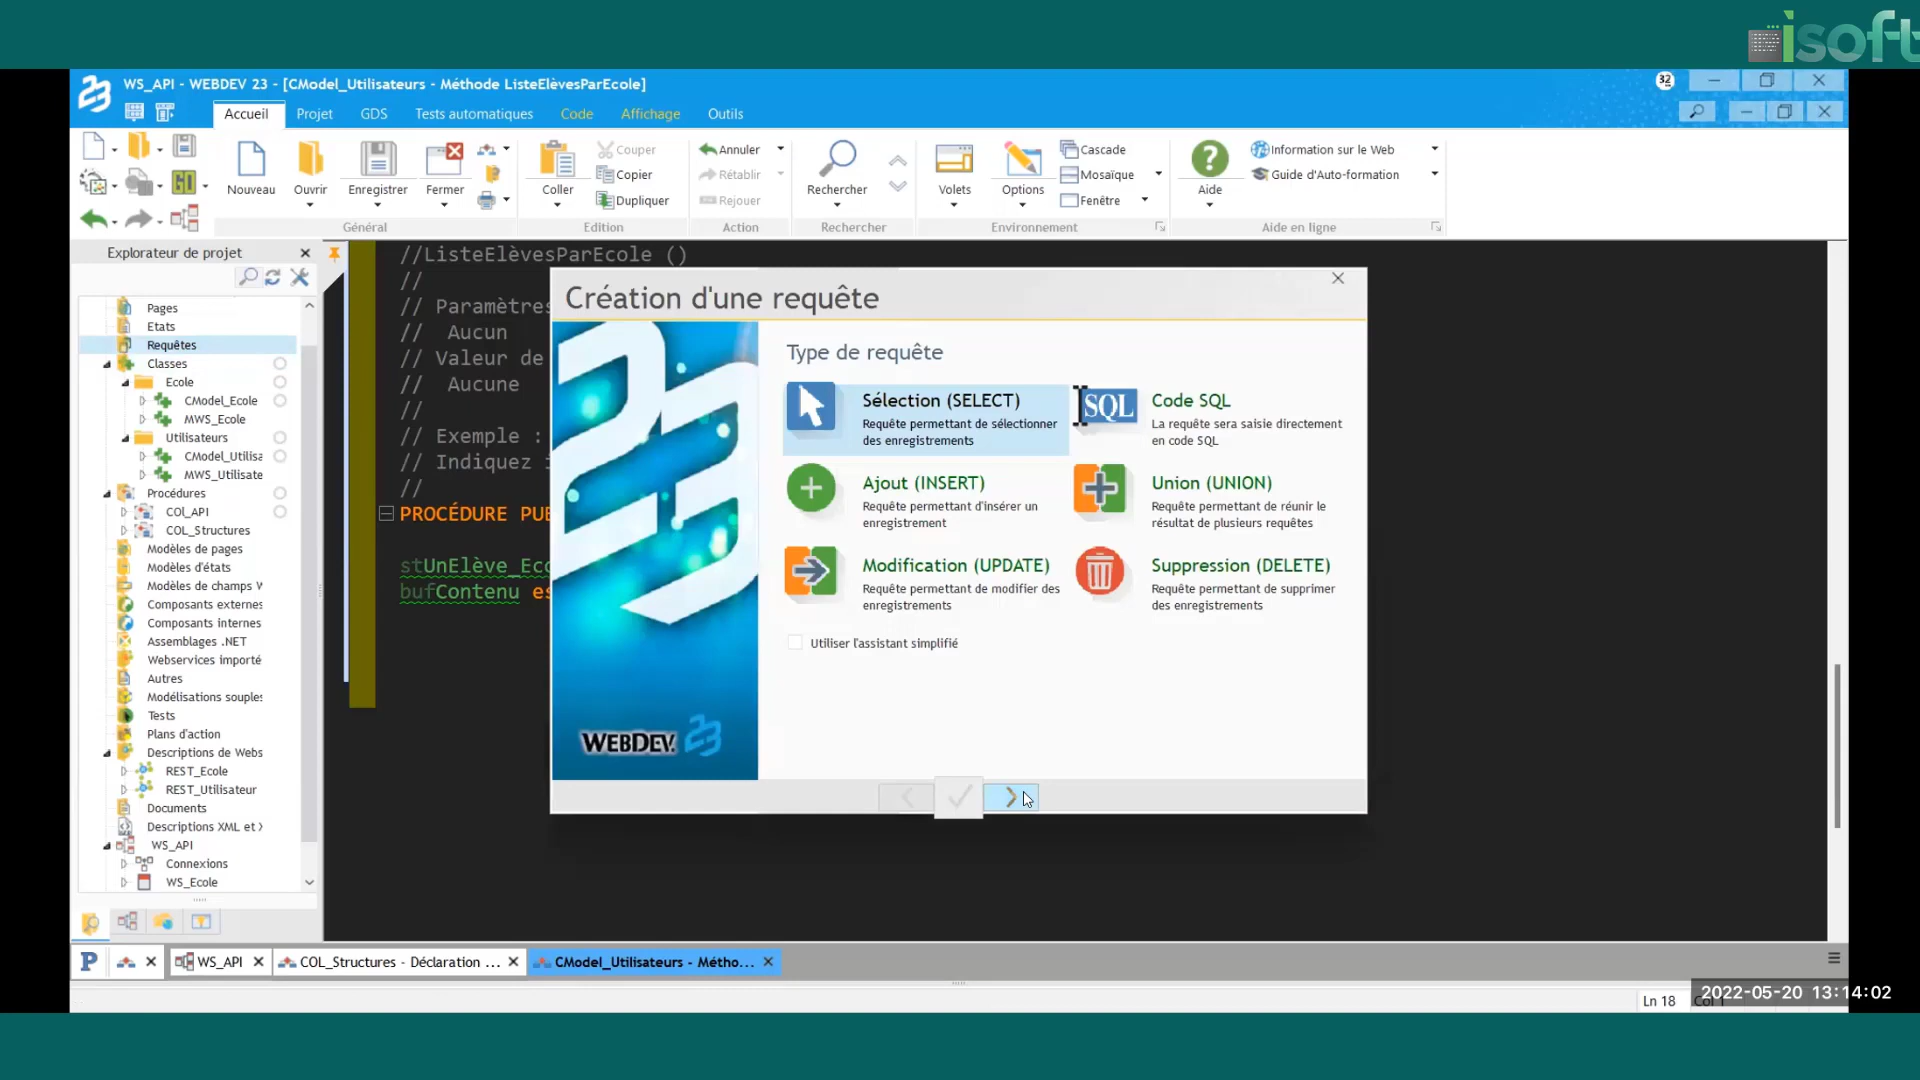 isoft
WS_API - WEBDEV 23 - [CModel_Utilisateurs - Méthode ListeElèvesParEcole]
32
Accueil Projet GDS Tests automatiques Code Affichage Outils
Nouveau Ouvrir Enregistrer Fermer
Général
Coller Couper Copier Dupliquer
Edition
Annuler Rétablir Rejouer
Action
Rechercher
Rechercher
Volets Options Cascade Mosaïque Fenêtre
Environnement
Aide Information sur le Web Guide d'Auto-formation
Aide en ligne
GO
Explorateur de projet
Pages
Etats
Requêtes
Classes
Ecole
CModel_Ecole
MWS_Ecole
Utilisateurs
CModel_Utilisa
MWS_Utilisate
Procédures
COl_API
COL_Structures
Modèles de pages
Modèles d'états
Modèles de champs W
Composants externes
Composants internes
Assemblages .NET
Webservices importé
Autres
Modélisations souples
Tests
Plans d'action
Descriptions de Webs
REST_Ecole
REST_Utilisateur
Documents
Descriptions XML et X
WS_API
Connexions
WS_Ecole
//ListeElèvesParEcole ()
//
// Paramètres
// Aucun
// Valeur de
// Aucune
//
// Exemple :
// Indiquez
//
PROCÉDURE PUB
stUnElève_Eco
bufContenu es
Création d'une requête
Type de requête
Sélection (SELECT)
Requête permettant de sélectionner
des enregistrements
SQL
Code SQL
La requête sera saisie directement
en code SQL
Ajout (INSERT)
Requête permettant d'insérer un
enregistrement
Union (UNION)
Requête permettant de réunir le
résultat de plusieurs requêtes
Modification (UPDATE)
Requête permettant de modifier des
enregistrements
Suppression (DELETE)
Requête permettant de supprimer
des enregistrements
Utiliser l'assistant simplifié
WEBDEV 23
P WS_API COL_Structures - Déclaration ... CModel_Utilisateurs - Métho...
Ln 18 Col 1
2022-05-20 13:14:02